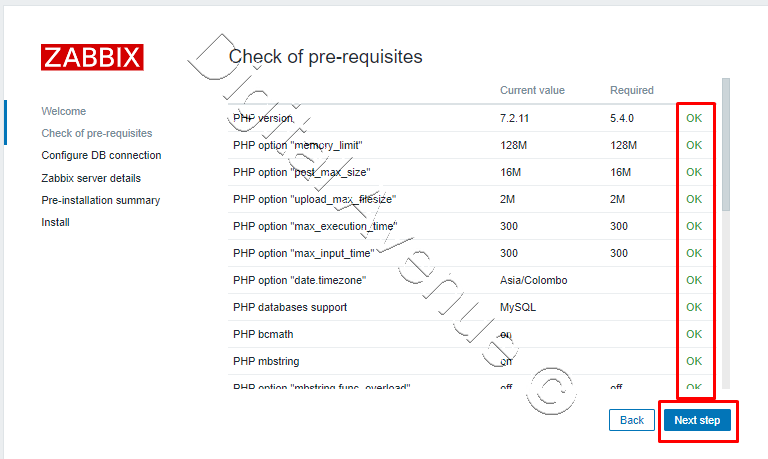 ZABBIX
Check of pre-requisites
Current value Required
Welcome
Check of pre-requisites
Configure DB connection
Zabbix server details
Pre-installation summary
Install
PHP version 7.2.11 5.4.0 OK
PHP option "memory_limit" 128M 128M OK
PHP option "post_max_size" 16M 16M OK
PHP option "upload_max_filesize" 2M 2M OK
PHP option "max_execution_time" 300 300 OK
PHP option "max_input_time" 300 300 OK
PHP option "date.timezone" Asia/Colombo OK
PHP databases support MySQL OK
PHP bcmath on OK
PHP mbstring on OK
PHP option "mbstring.func_overload" off off OK
Back Next step
Digital Avenue ©